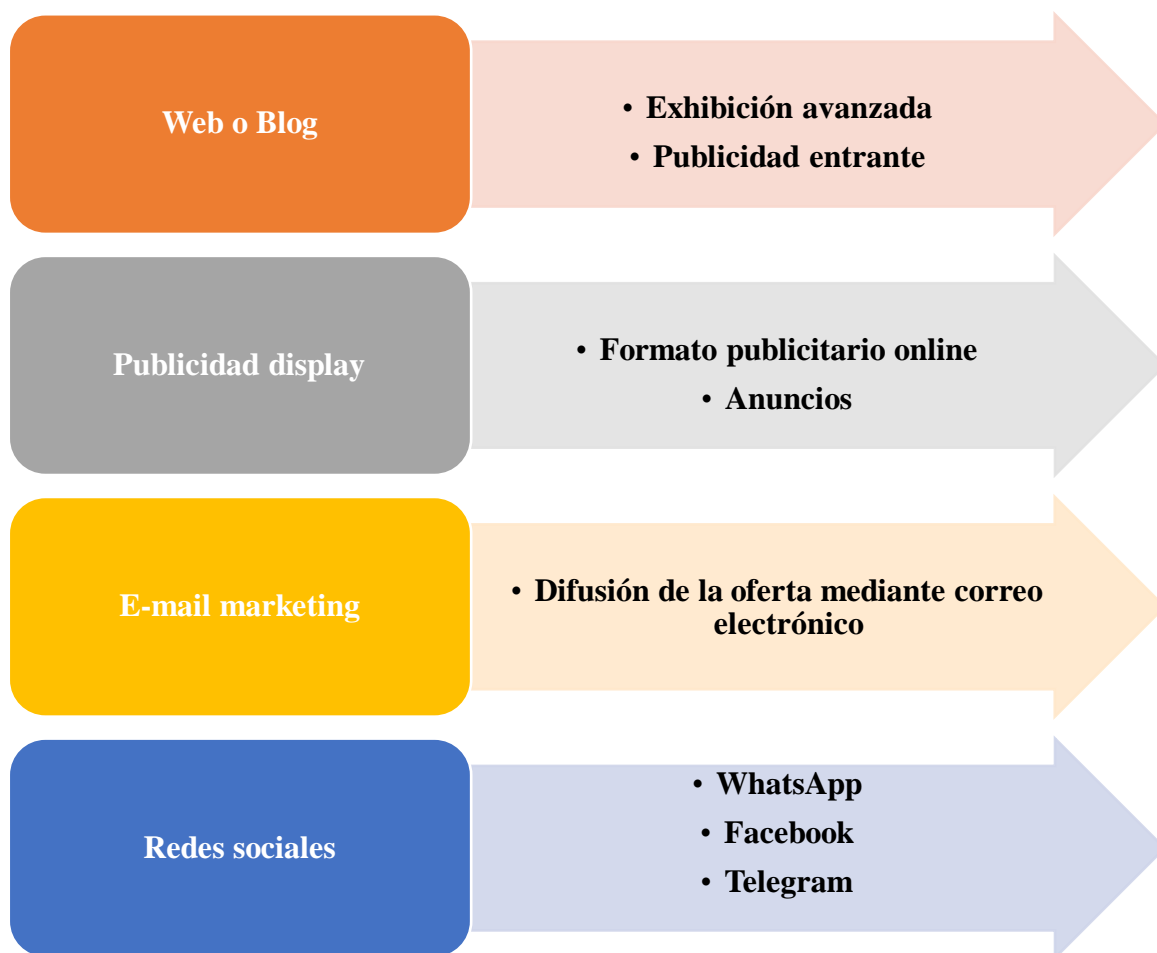 Web o Blog
• Exhibición avanzada
• Publicidad entrante
Publicidad display
• Formato publicitario online
• Anuncios
E-mail marketing
• Difusión de la oferta mediante correo
electrónico
Redes sociales
• WhatsApp
• Facebook
• Telegram